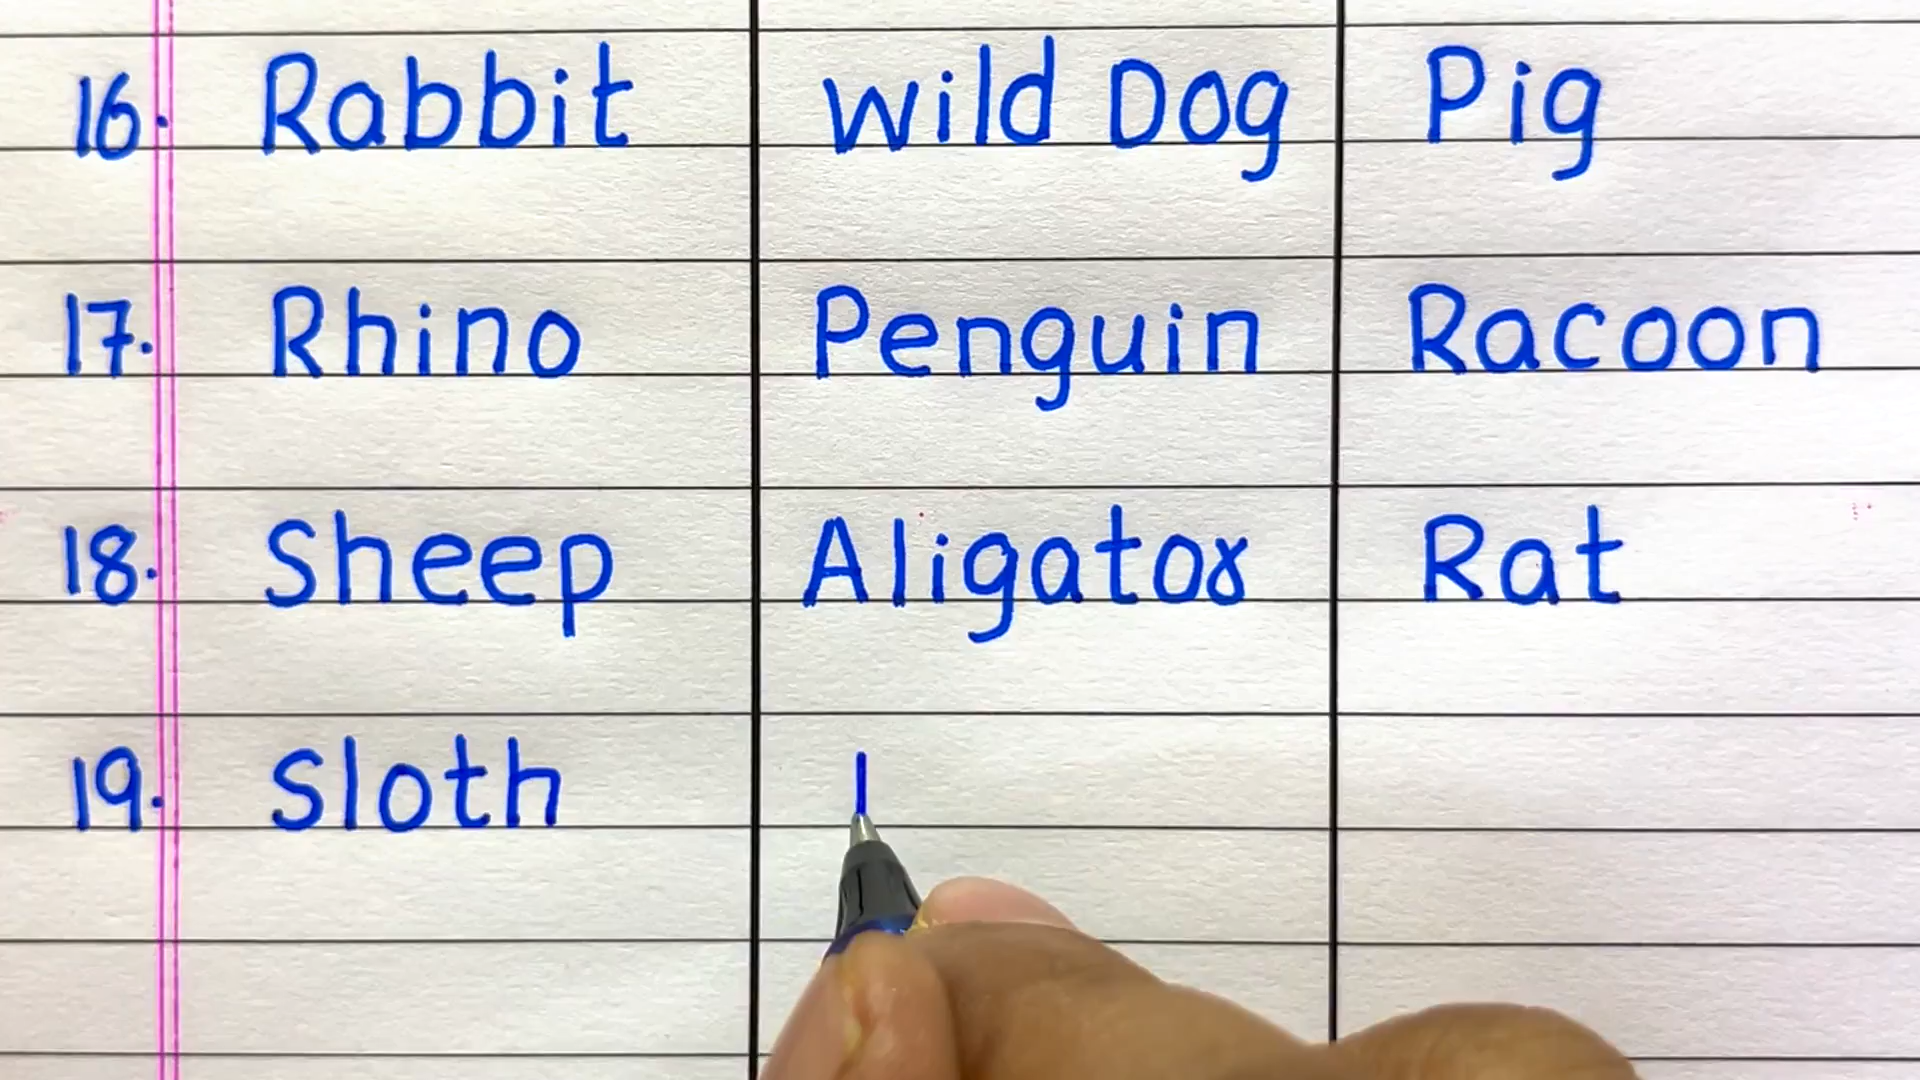 16. Rabbit Wild Dog Pig
17. Rhino Penguin Racoon
18. Sheep Aligator Rat
19. Sloth